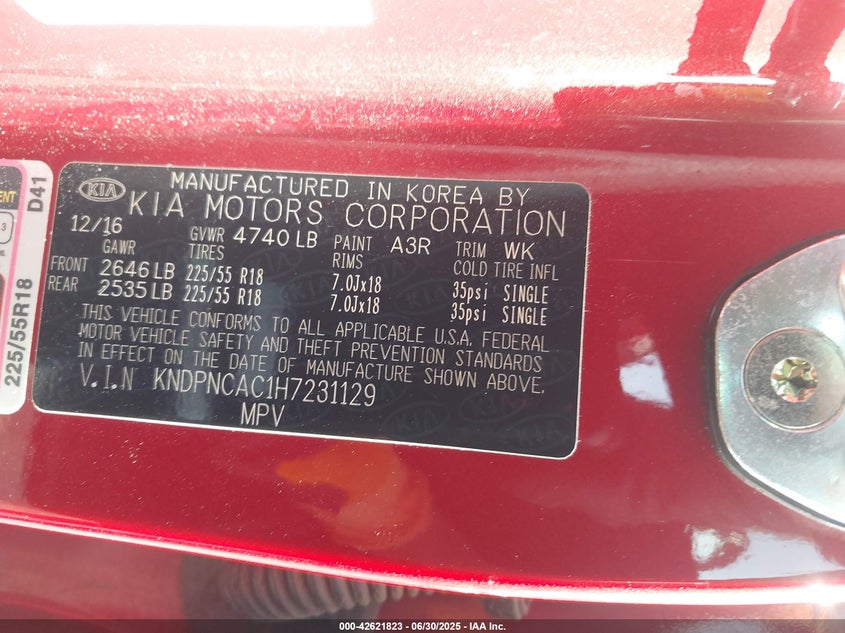 KIA
MANUFACTURED IN KOREA BY
KIA MOTORS CORPORATION
12/16 GVWR 4740 LB PAINT A3R TRIM WK
GAWR TIRES RIMS COLD TIRE INFL
FRONT 2646 LB 225/55 R18 7.0Jx18 35psi SINGLE
REAR 2535 LB 225/55 R18 7.0Jx18 35psi SINGLE
THIS VEHICLE CONFORMS TO ALL APPLICABLE U.S.A. FEDERAL
MOTOR VEHICLE SAFETY AND THEFT PREVENTION STANDARDS
IN EFFECT ON THE DATE OF MANUFACTURE SHOWN ABOVE.
V.I.N KNDPNCAC1H7231129
MPV
225/55R18 D41
000-42621823 - 06/30/2025 - IAA Inc.